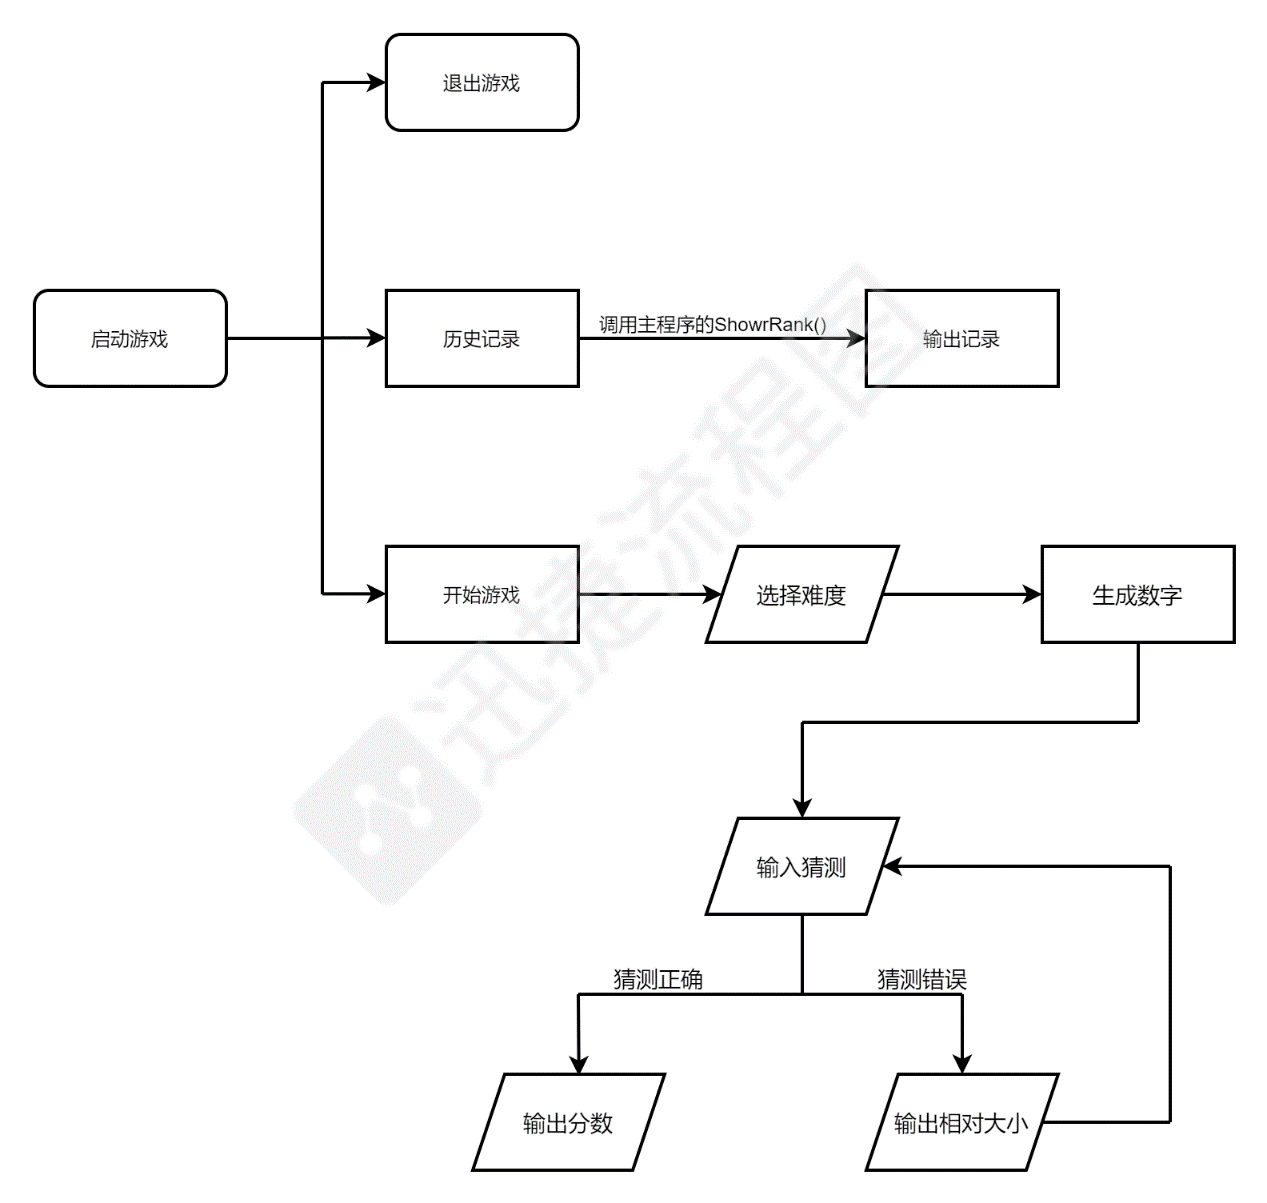 退出游戏
启动游戏
历史记录
调用主程序的ShowrRank()
输出记录
开始游戏
选择难度
生成数字
输入猜测
猜测正确
猜测错误
输出分数
输出相对大小
迅捷流程图